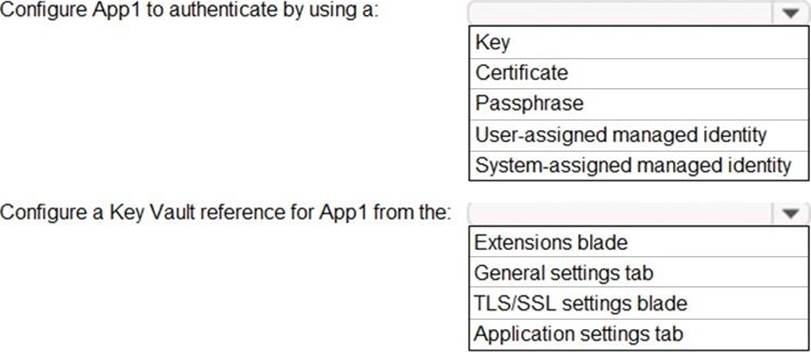 Configure App1 to authenticate by using a:
Key
Certificate
Passphrase
User-assigned managed identity
System-assigned managed identity
Configure a Key Vault reference for App1 from the:
Extensions blade
General settings tab
TLS/SSL settings blade
Application settings tab